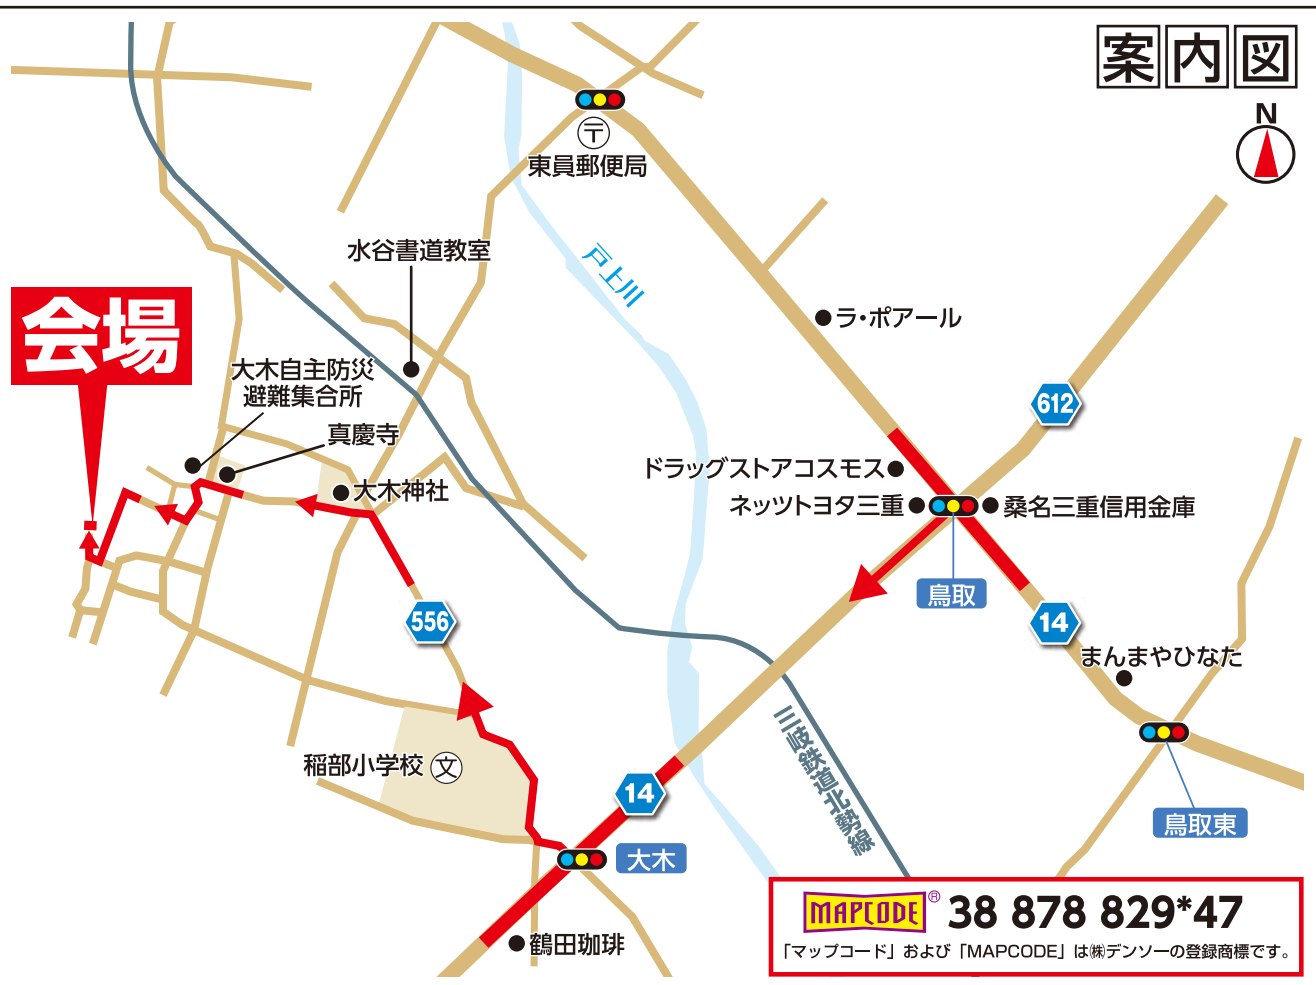 案内図
N
東員郵便局
水谷書道教室
戸上川
ラ・ポアール
会場
大木自主防災
避難集合所
612
真慶寺
ドラッグストアコスモス
大木神社
ネッツトヨタ三重
桑名三重信用金庫
鳥取
556
14
まんまやひなた
三岐鉄道北勢線
稲部小学校
文
14
鳥取東
大木
MAPCODE® 38 878 829*47
鶴田珈琲
「マップコード」および「MAPCODE」は㈱デンソーの登録商標です。